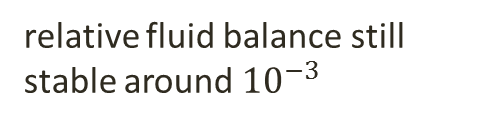 relative fluid balance still
stable around 10⁻³